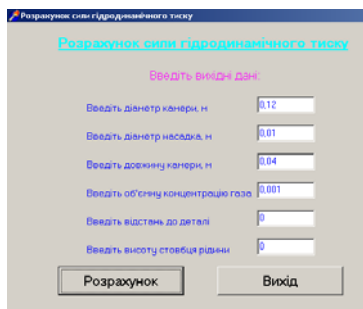 Розрахунок сили гідродинамічного тиску
Розрахунок сили гідродинамічного тиску
Введіть вихідні дані:
Введіть діаметр камери, м 0,12
Введіть діаметр насадка, м 0,01
Введіть довжину камери, м 0,04
Введіть об'ємну концентрацію газа 0,001
Введіть відстань до деталі 0
Введіть висоту стовбця рідини 0
Розрахунок Вихід